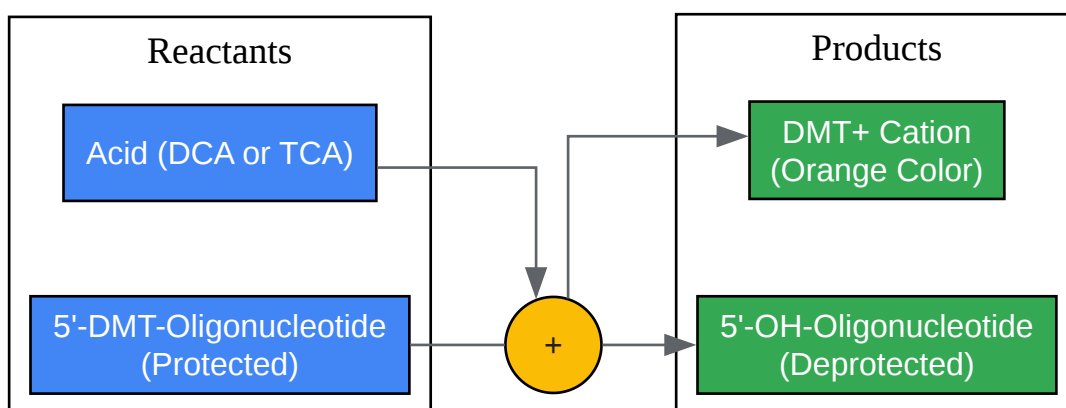 Reactants
Acid (DCA or TCA)
5'-DMT-Oligonucleotide
(Protected)
+
Products
DMT+ Cation
(Orange Color)
5'-OH-Oligonucleotide
(Deprotected)